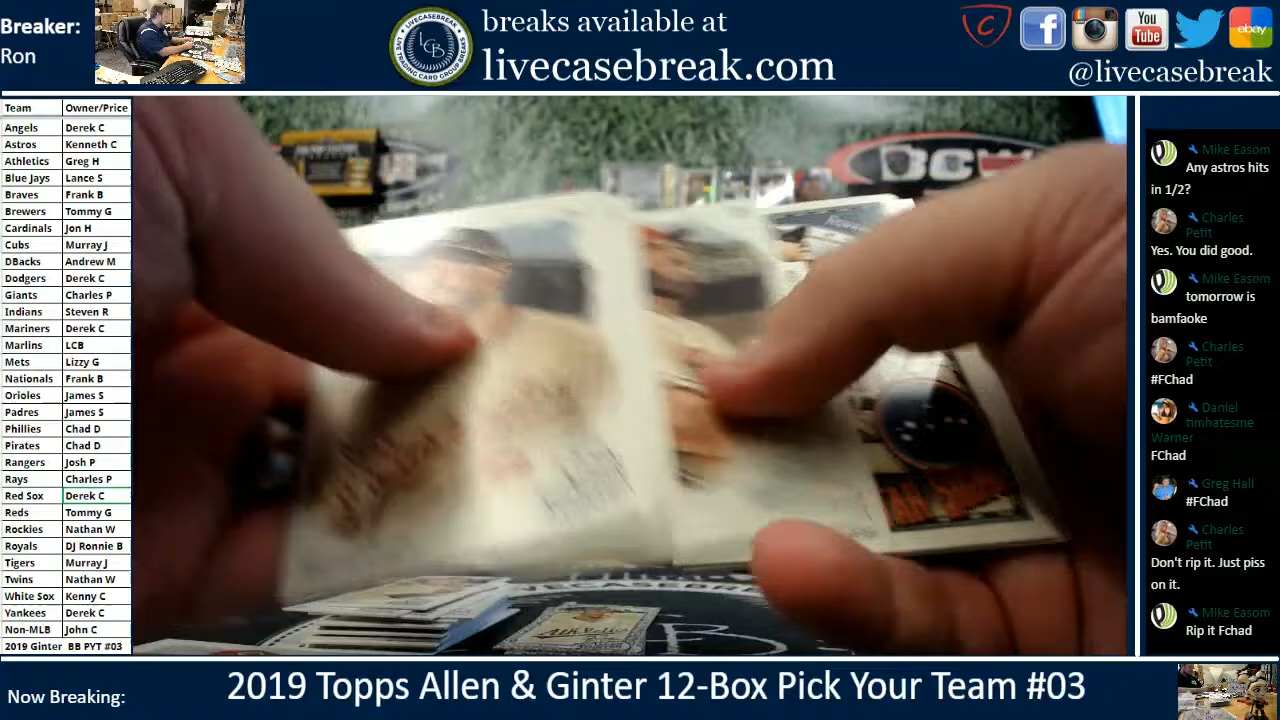 Breaker:
Ron
LCB
breaks available at
livecasebreak.com
You
Tube
ebay
@livecasebreak
Team Owner/Price
Angels Derek C
Astros Kenneth C
Athletics Greg H
Blue Jays Lance S
Braves Frank B
Brewers Tommy G
Cardinals Jon H
Cubs Murray J
DBacks Andrew M
Dodgers Derek C
Giants Charles P
Indians Steven R
Mariners Derek C
Marlins LCB
Mets Lizzy G
Nationals Frank B
Orioles James S
Padres James S
Phillies Chad D
Pirates Chad D
Rangers Josh P
Rays Charles P
Red Sox Derek C
Reds Tommy G
Rockies Nathan W
Royals DJ Ronnie B
Tigers Murray J
Twins Nathan W
White Sox Kenny C
Yankees Derek C
Non-MLB John C
2019 Ginter BB PYT #03
BCW
Mike Easom
Any astros hits
in 1/2?
Charles
Petit
Yes. You did good.
Mike Easom
tomorrow is
bamfaoke
Charles
Petit
#FChad
Daniel
timhatesme
Warner
FChad
Greg Hall
#FChad
Charles
Petit
Don't rip it. Just piss
on it.
Mike Easom
Rip it Fchad
Now Breaking:
2019 Topps Allen & Ginter 12-Box Pick Your Team #03